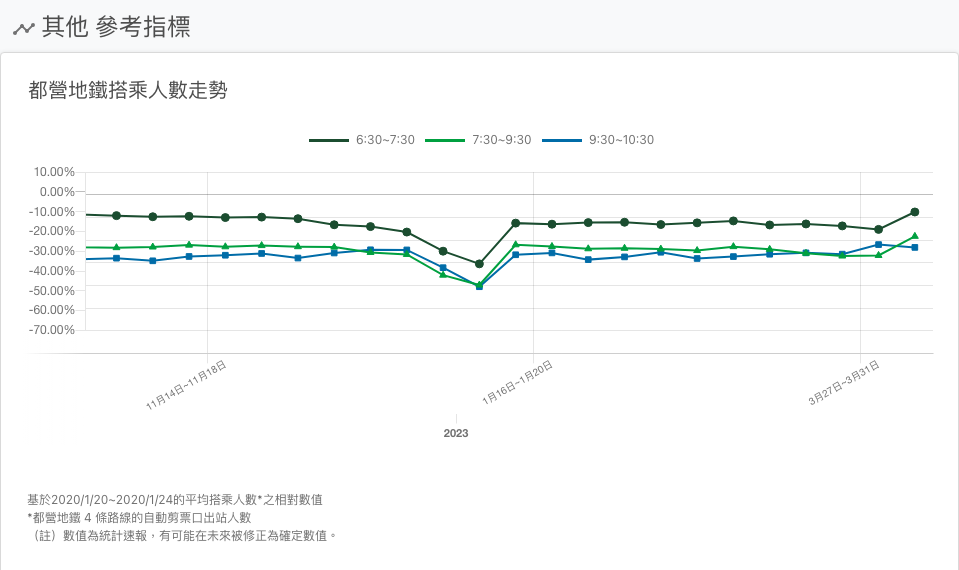 其他 參考指標
都營地鐵搭乘人數走勢
6:30~7:30 7:30~9:30 9:30~10:30
10.00%
0.00%
-10.00%
-20.00%
-30.00%
-40.00%
-50.00%
-60.00%
-70.00%
11月14日~11月18日 1月16日~1月20日 3月27日~3月31日
2023
基於2020/1/20~2020/1/24的平均搭乘人數*之相對數值
*都營地鐵 4 條路線的自動剪票口出站人數
（註）數值為統計速報，有可能在未來被修正為確定數值。